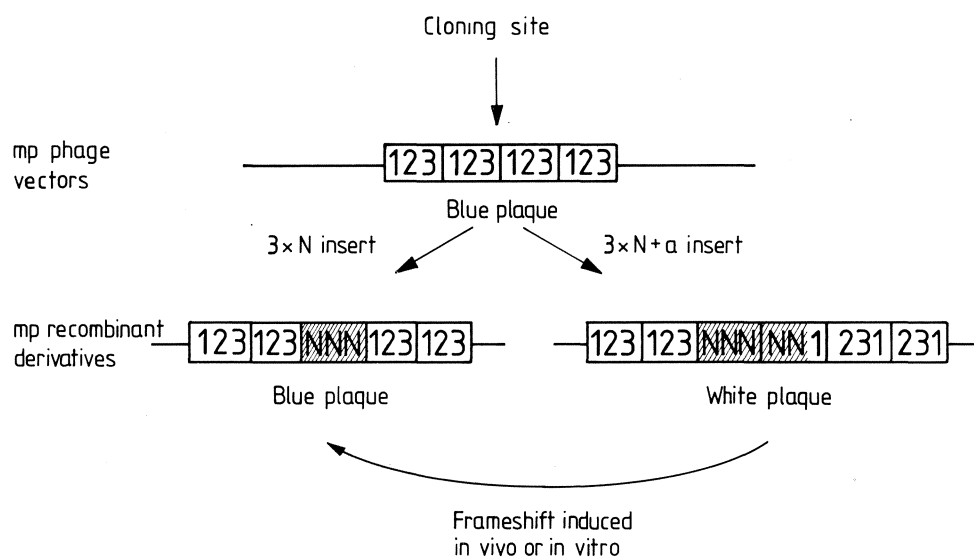 Cloning site
mp phage
vectors
123 123 123 123
Blue plaque
3×N insert
3×N+a insert
mp recombinant
derivatives
123 123 NNN 123 123
123 123 NNN NN1 231 231
Blue plaque
White plaque
Frameshift induced
in vivo or in vitro